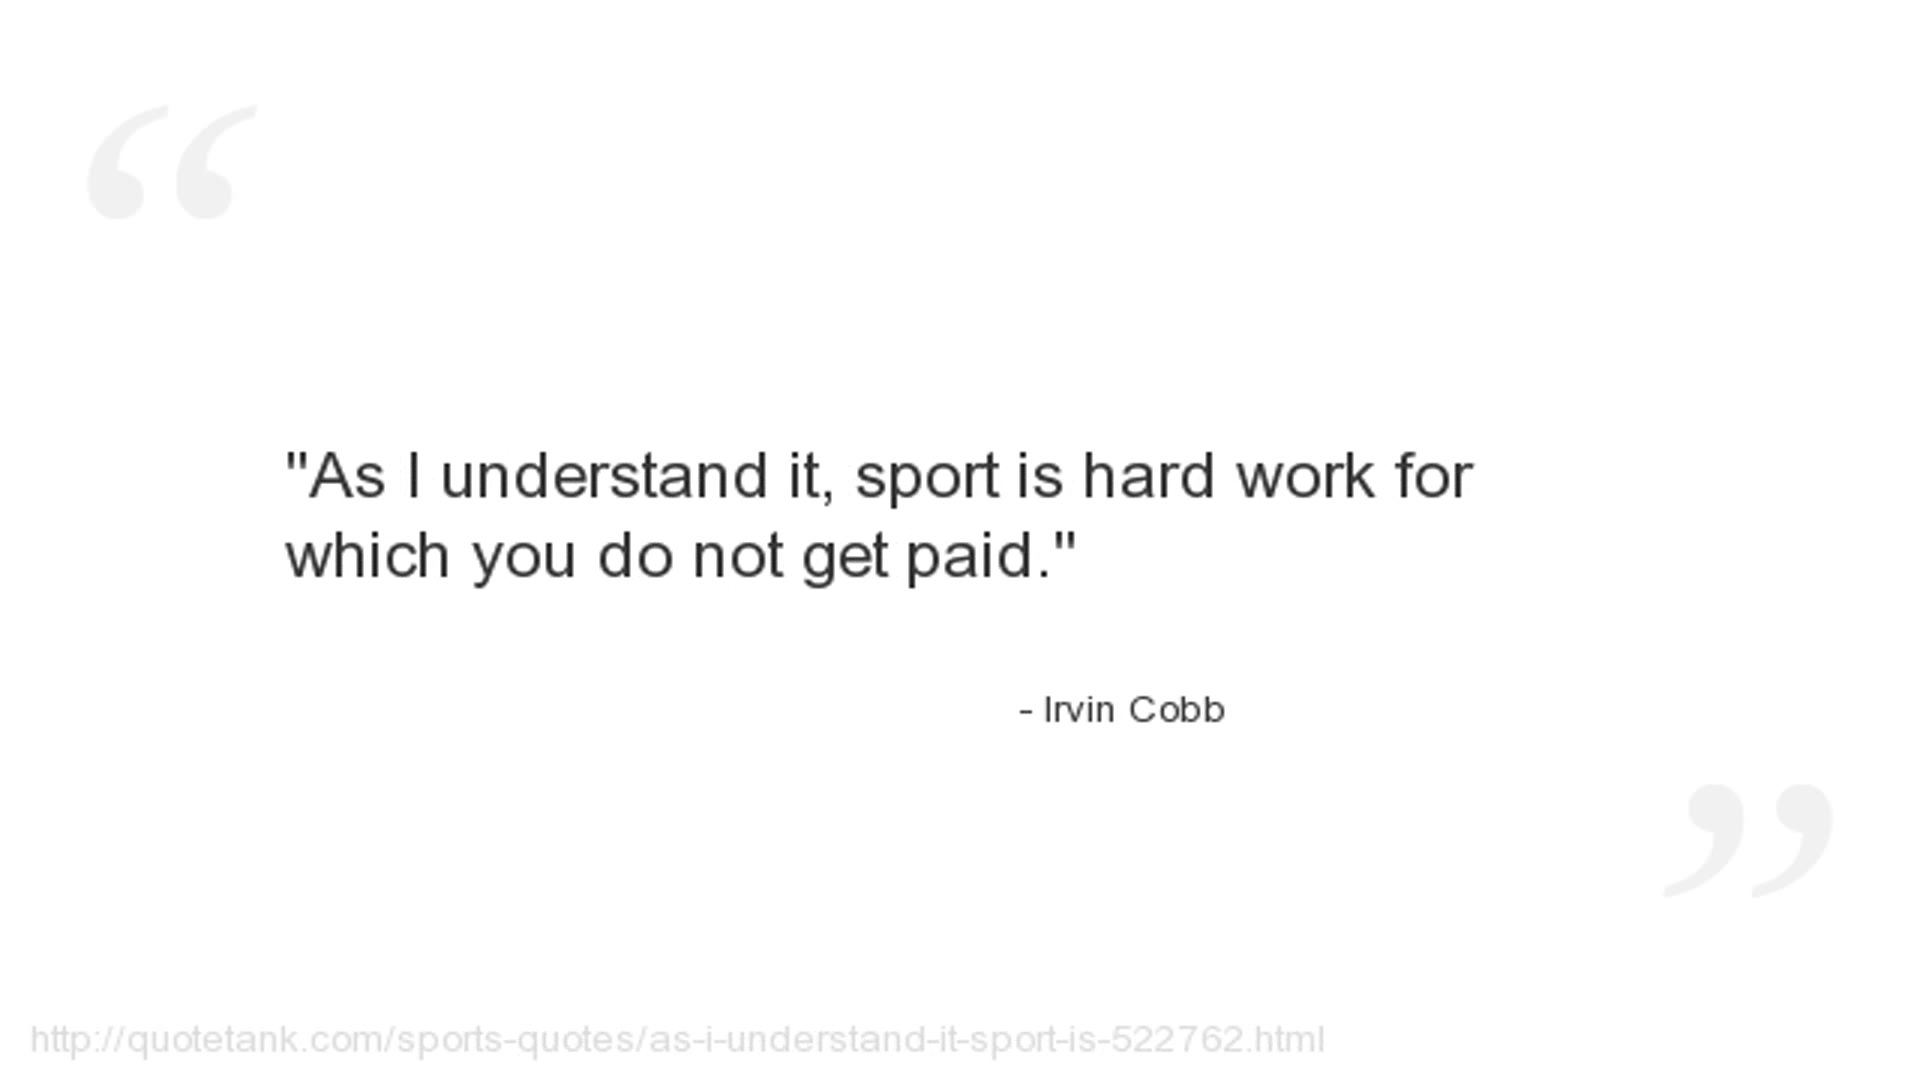 "As I understand it, sport is hard work for
which you do not get paid."
- Irvin Cobb
http://quotetank.com/sports-quotes/as-i-understand-it-sport-is-522762.html